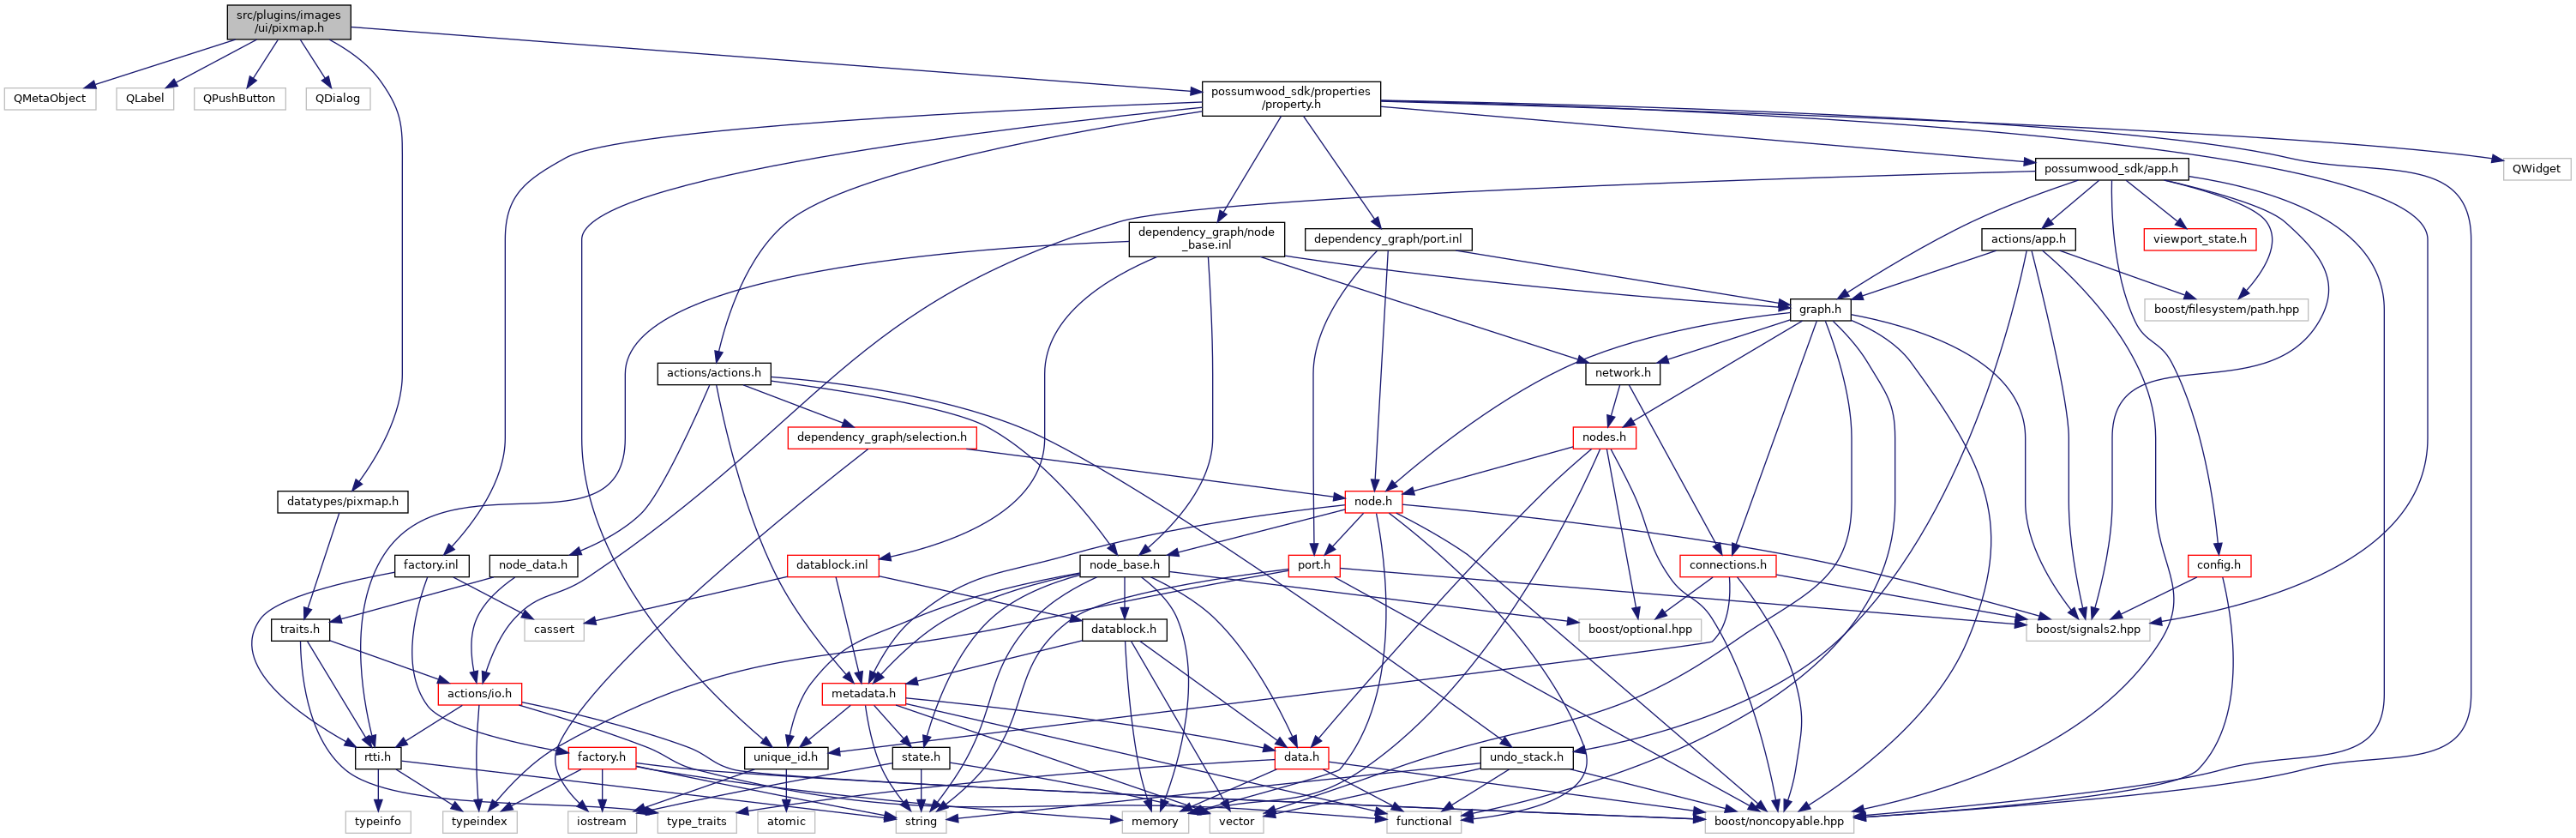 src/plugins/images
/ui/pixmap.h
QMetaObject
QLabel
QPushButton
QDialog
possumwood_sdk/properties
/property.h
possumwood_sdk/app.h
QWidget
dependency_graph/node
_base.inl
dependency_graph/port.inl
actions/app.h
viewport_state.h
graph.h
boost/filesystem/path.hpp
actions/actions.h
network.h
dependency_graph/selection.h
nodes.h
datatypes/pixmap.h
node.h
factory.inl
node_data.h
datablock.inl
node_base.h
port.h
connections.h
config.h
traits.h
cassert
datablock.h
boost/optional.hpp
boost/signals2.hpp
actions/io.h
metadata.h
rtti.h
factory.h
unique_id.h
state.h
data.h
undo_stack.h
typeinfo
typeindex
iostream
type_traits
atomic
string
memory
vector
functional
boost/noncopyable.hpp